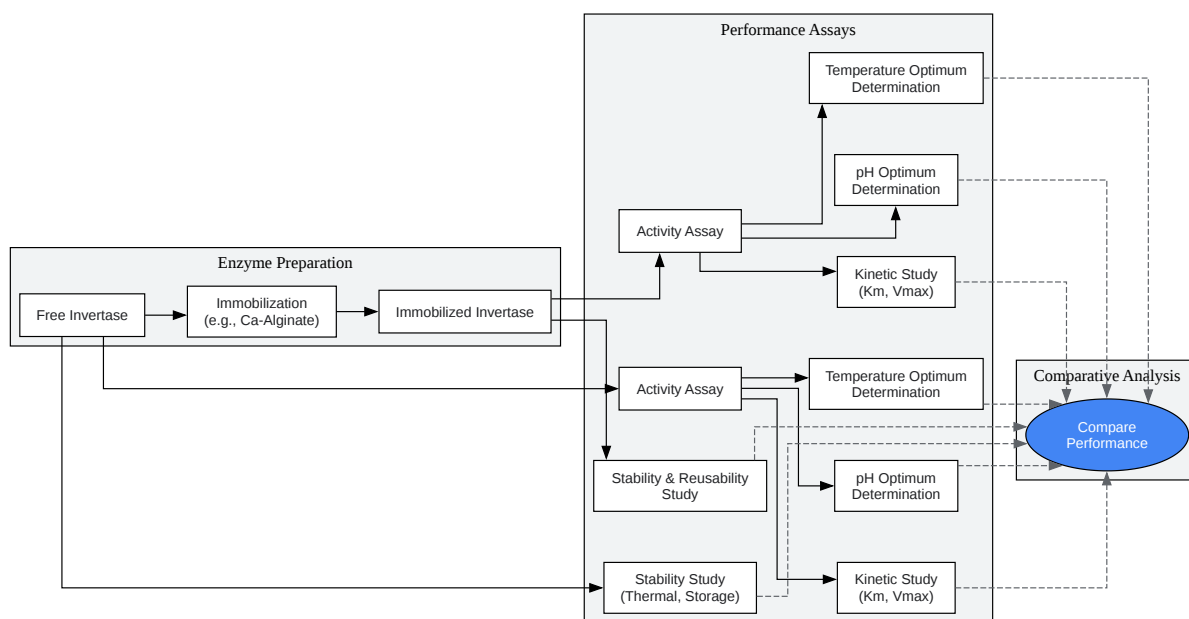 Performance Assays
Temperature Optimum
Determination
pH Optimum
Determination
Activity Assay
Enzyme Preparation
Kinetic Study
(Km, Vmax)
Free Invertase
Immobilization
(e.g., Ca-Alginate)
Immobilized Invertase
Temperature Optimum
Determination
Comparative Analysis
Activity Assay
Compare
Performance
Stability & Reusability
Study
pH Optimum
Determination
Stability Study
(Thermal, Storage)
Kinetic Study
(Km, Vmax)